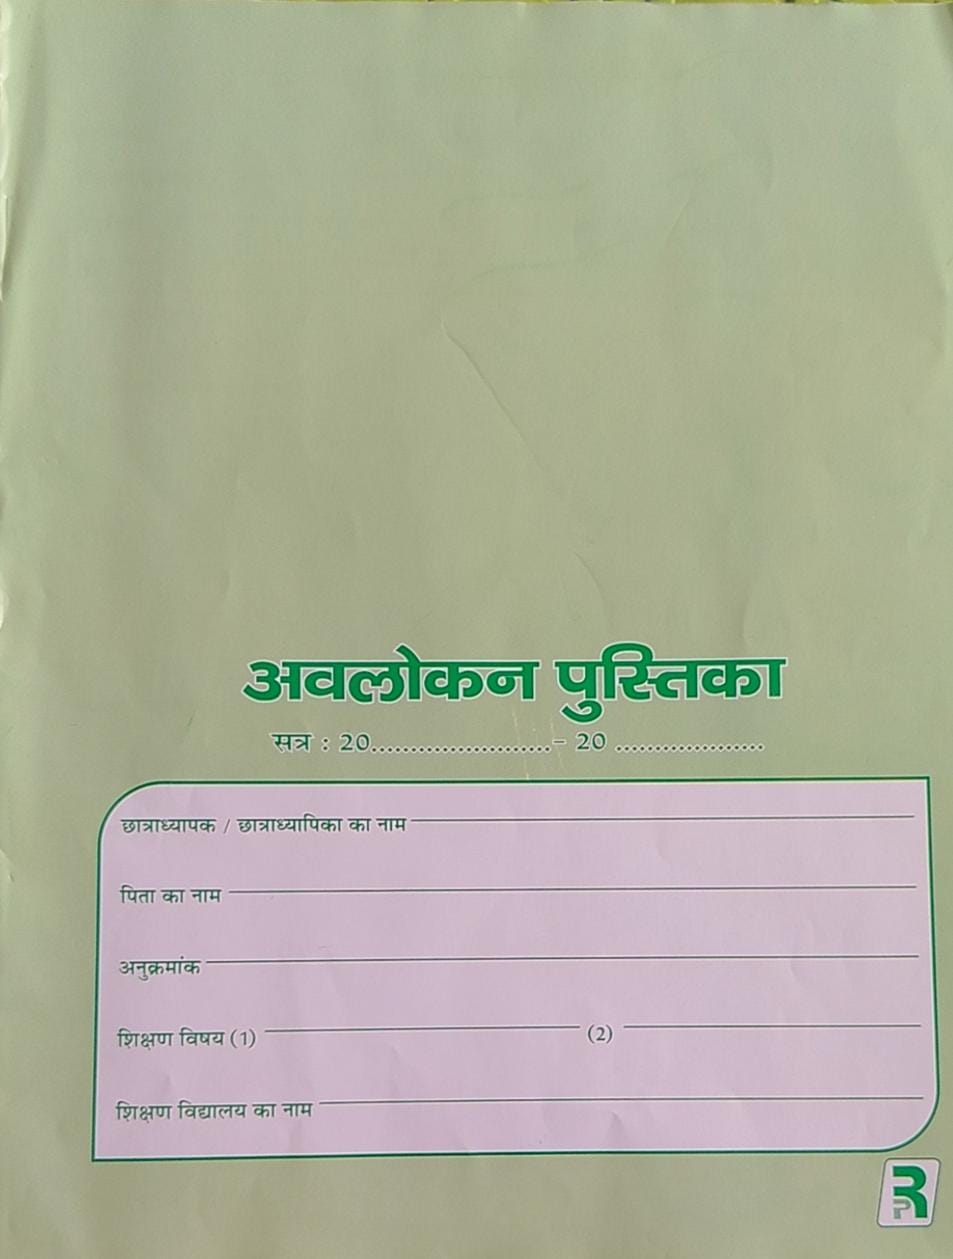 अवलोकन पुस्तिका
सत्र : 20.......................– 20 ...................
छात्राध्यापक / छात्राध्यापिका का नाम
पिता का नाम
अनुक्रमांक
शिक्षण विषय (1) (2)
शिक्षण विद्यालय का नाम
R
P